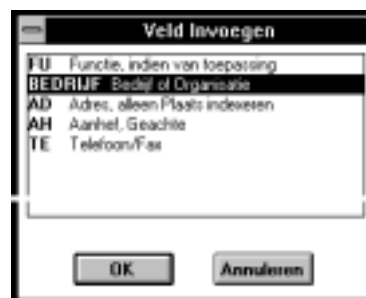 Veld Invoegen
FU Functie, indien van toepassing
BEDRIJF Bedrijf of Organisatie
AD Adres, alleen Plaats indexeren
AH Aanhef, Geachte
TE Telefoon/Fax
OK Annuleren